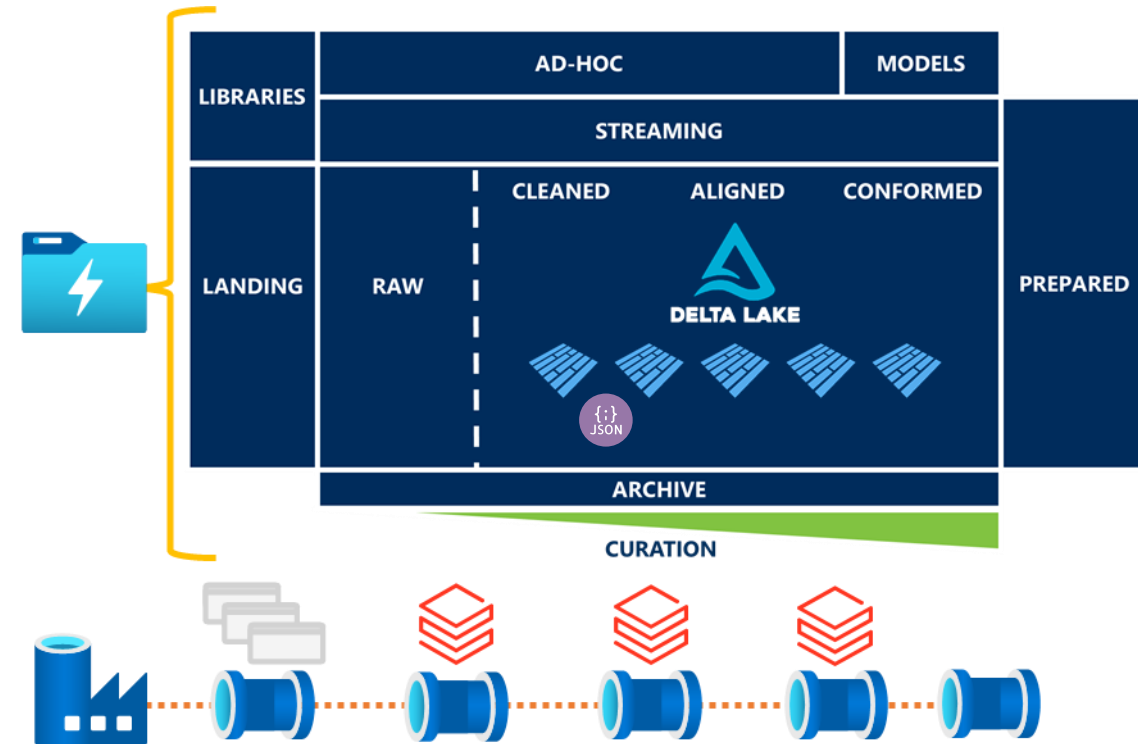 AD-HOC
MODELS
LIBRARIES
STREAMING
CLEANED
ALIGNED
CONFORMED
LANDING
RAW
PREPARED
DELTA LAKE
{;}
JSON
ARCHIVE
CURATION